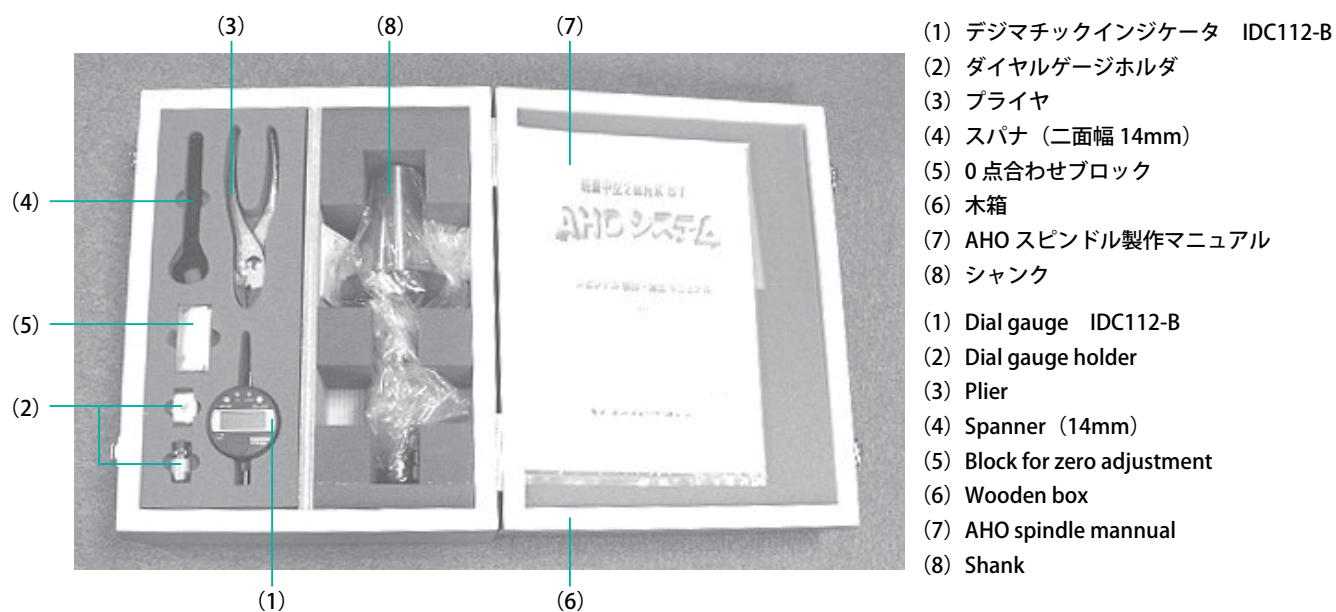 (3)
(8)
(7)
(4)
(5)
(2)
(1)
(6)
AHO システム
(1) デジマチックインジケータ IDC112-B
(2) ダイヤルゲージホルダ
(3) プライヤ
(4) スパナ（二面幅 14mm）
(5) 0 点合わせブロック
(6) 木箱
(7) AHO スピンドル製作マニュアル
(8) シャンク
(1) Dial gauge IDC112-B
(2) Dial gauge holder
(3) Plier
(4) Spanner（14mm）
(5) Block for zero adjustment
(6) Wooden box
(7) AHO spindle mannual
(8) Shank